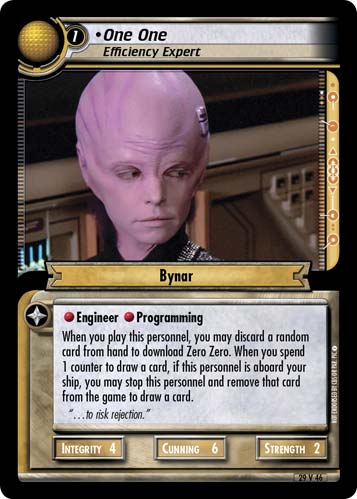 1
•One One
Efficiency Expert
Bynar
Engineer Programming
When you play this personnel, you may discard a random
card from hand to download Zero Zero. When you spend
1 counter to draw a card, if this personnel is aboard your
ship, you may stop this personnel and remove that card
from the game to draw a card.
"…to risk rejection."
INTEGRITY 4 CUNNING 6 STRENGTH 2
29 V 46